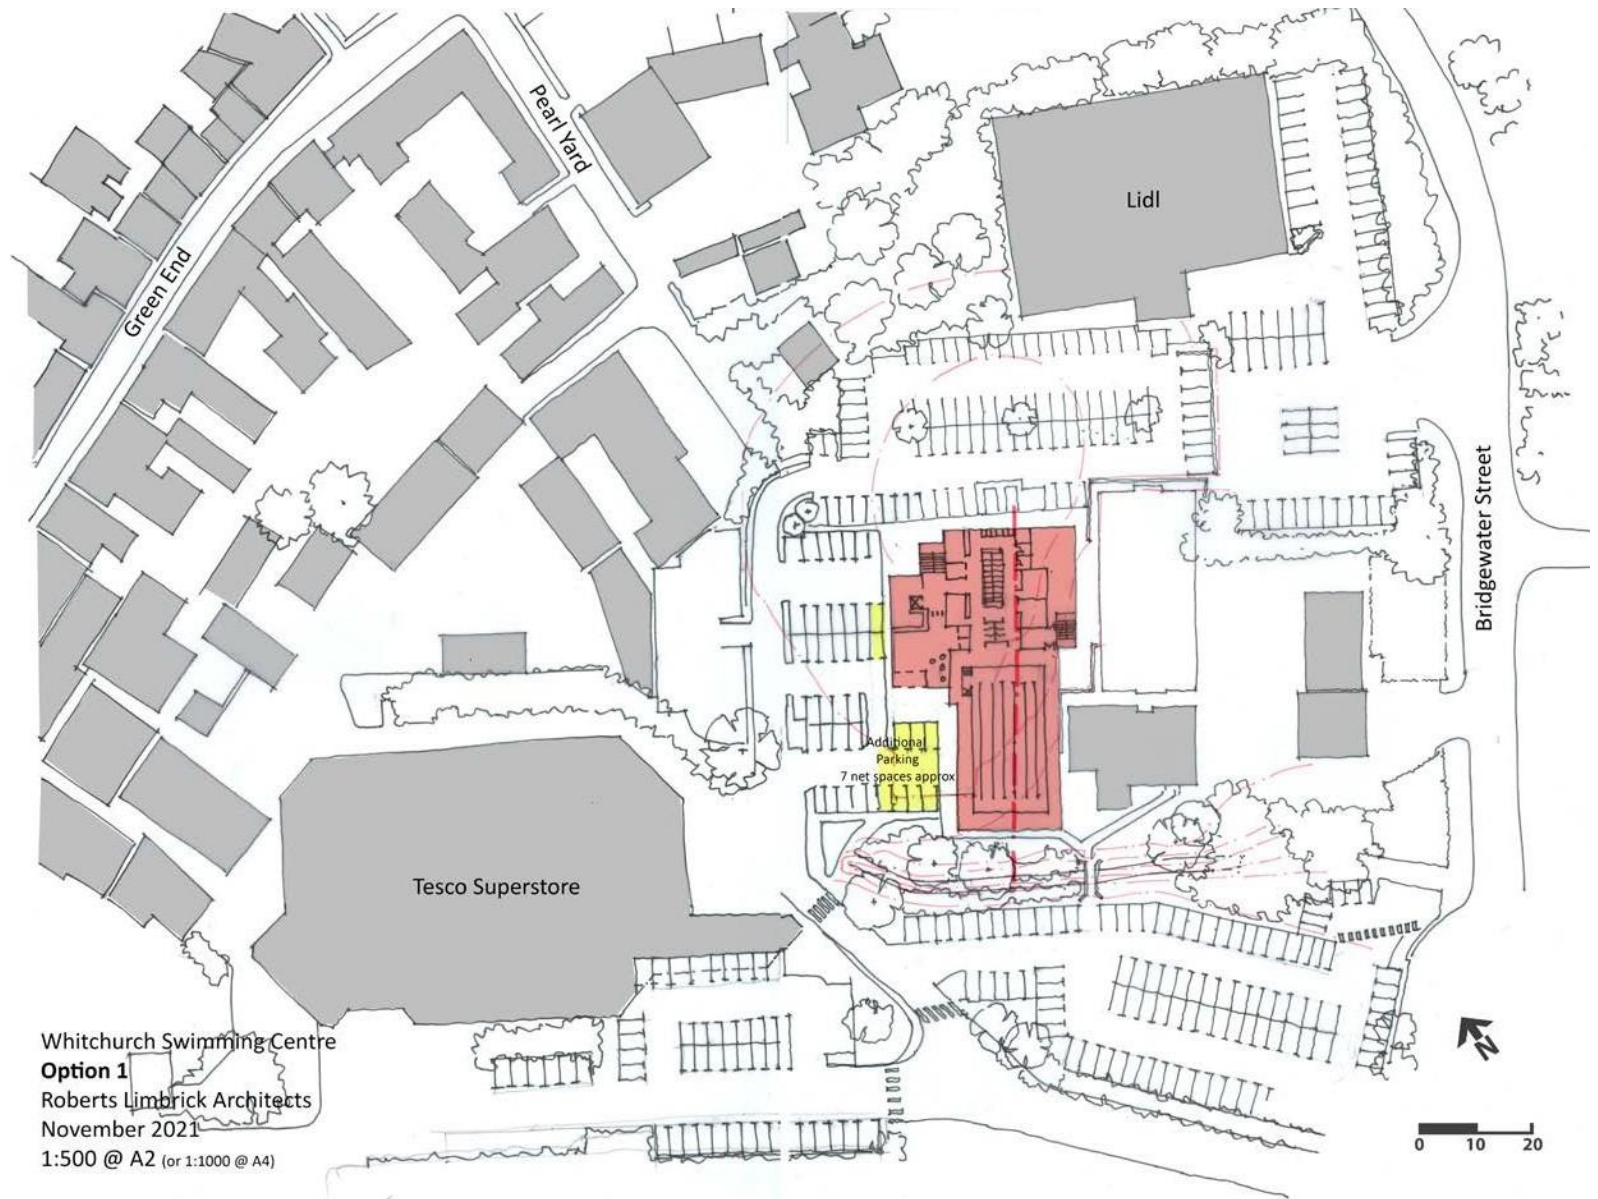 Pearl Yard
Lidl
Green End
Bridgewater Street
Additional
Parking
7 net spaces approx
Tesco Superstore
Whitchurch Swimming Centre
Option 1
Roberts Limbrick Architects
November 2021
1:500 @ A2 (or 1:1000 @ A4)
N
0 10 20